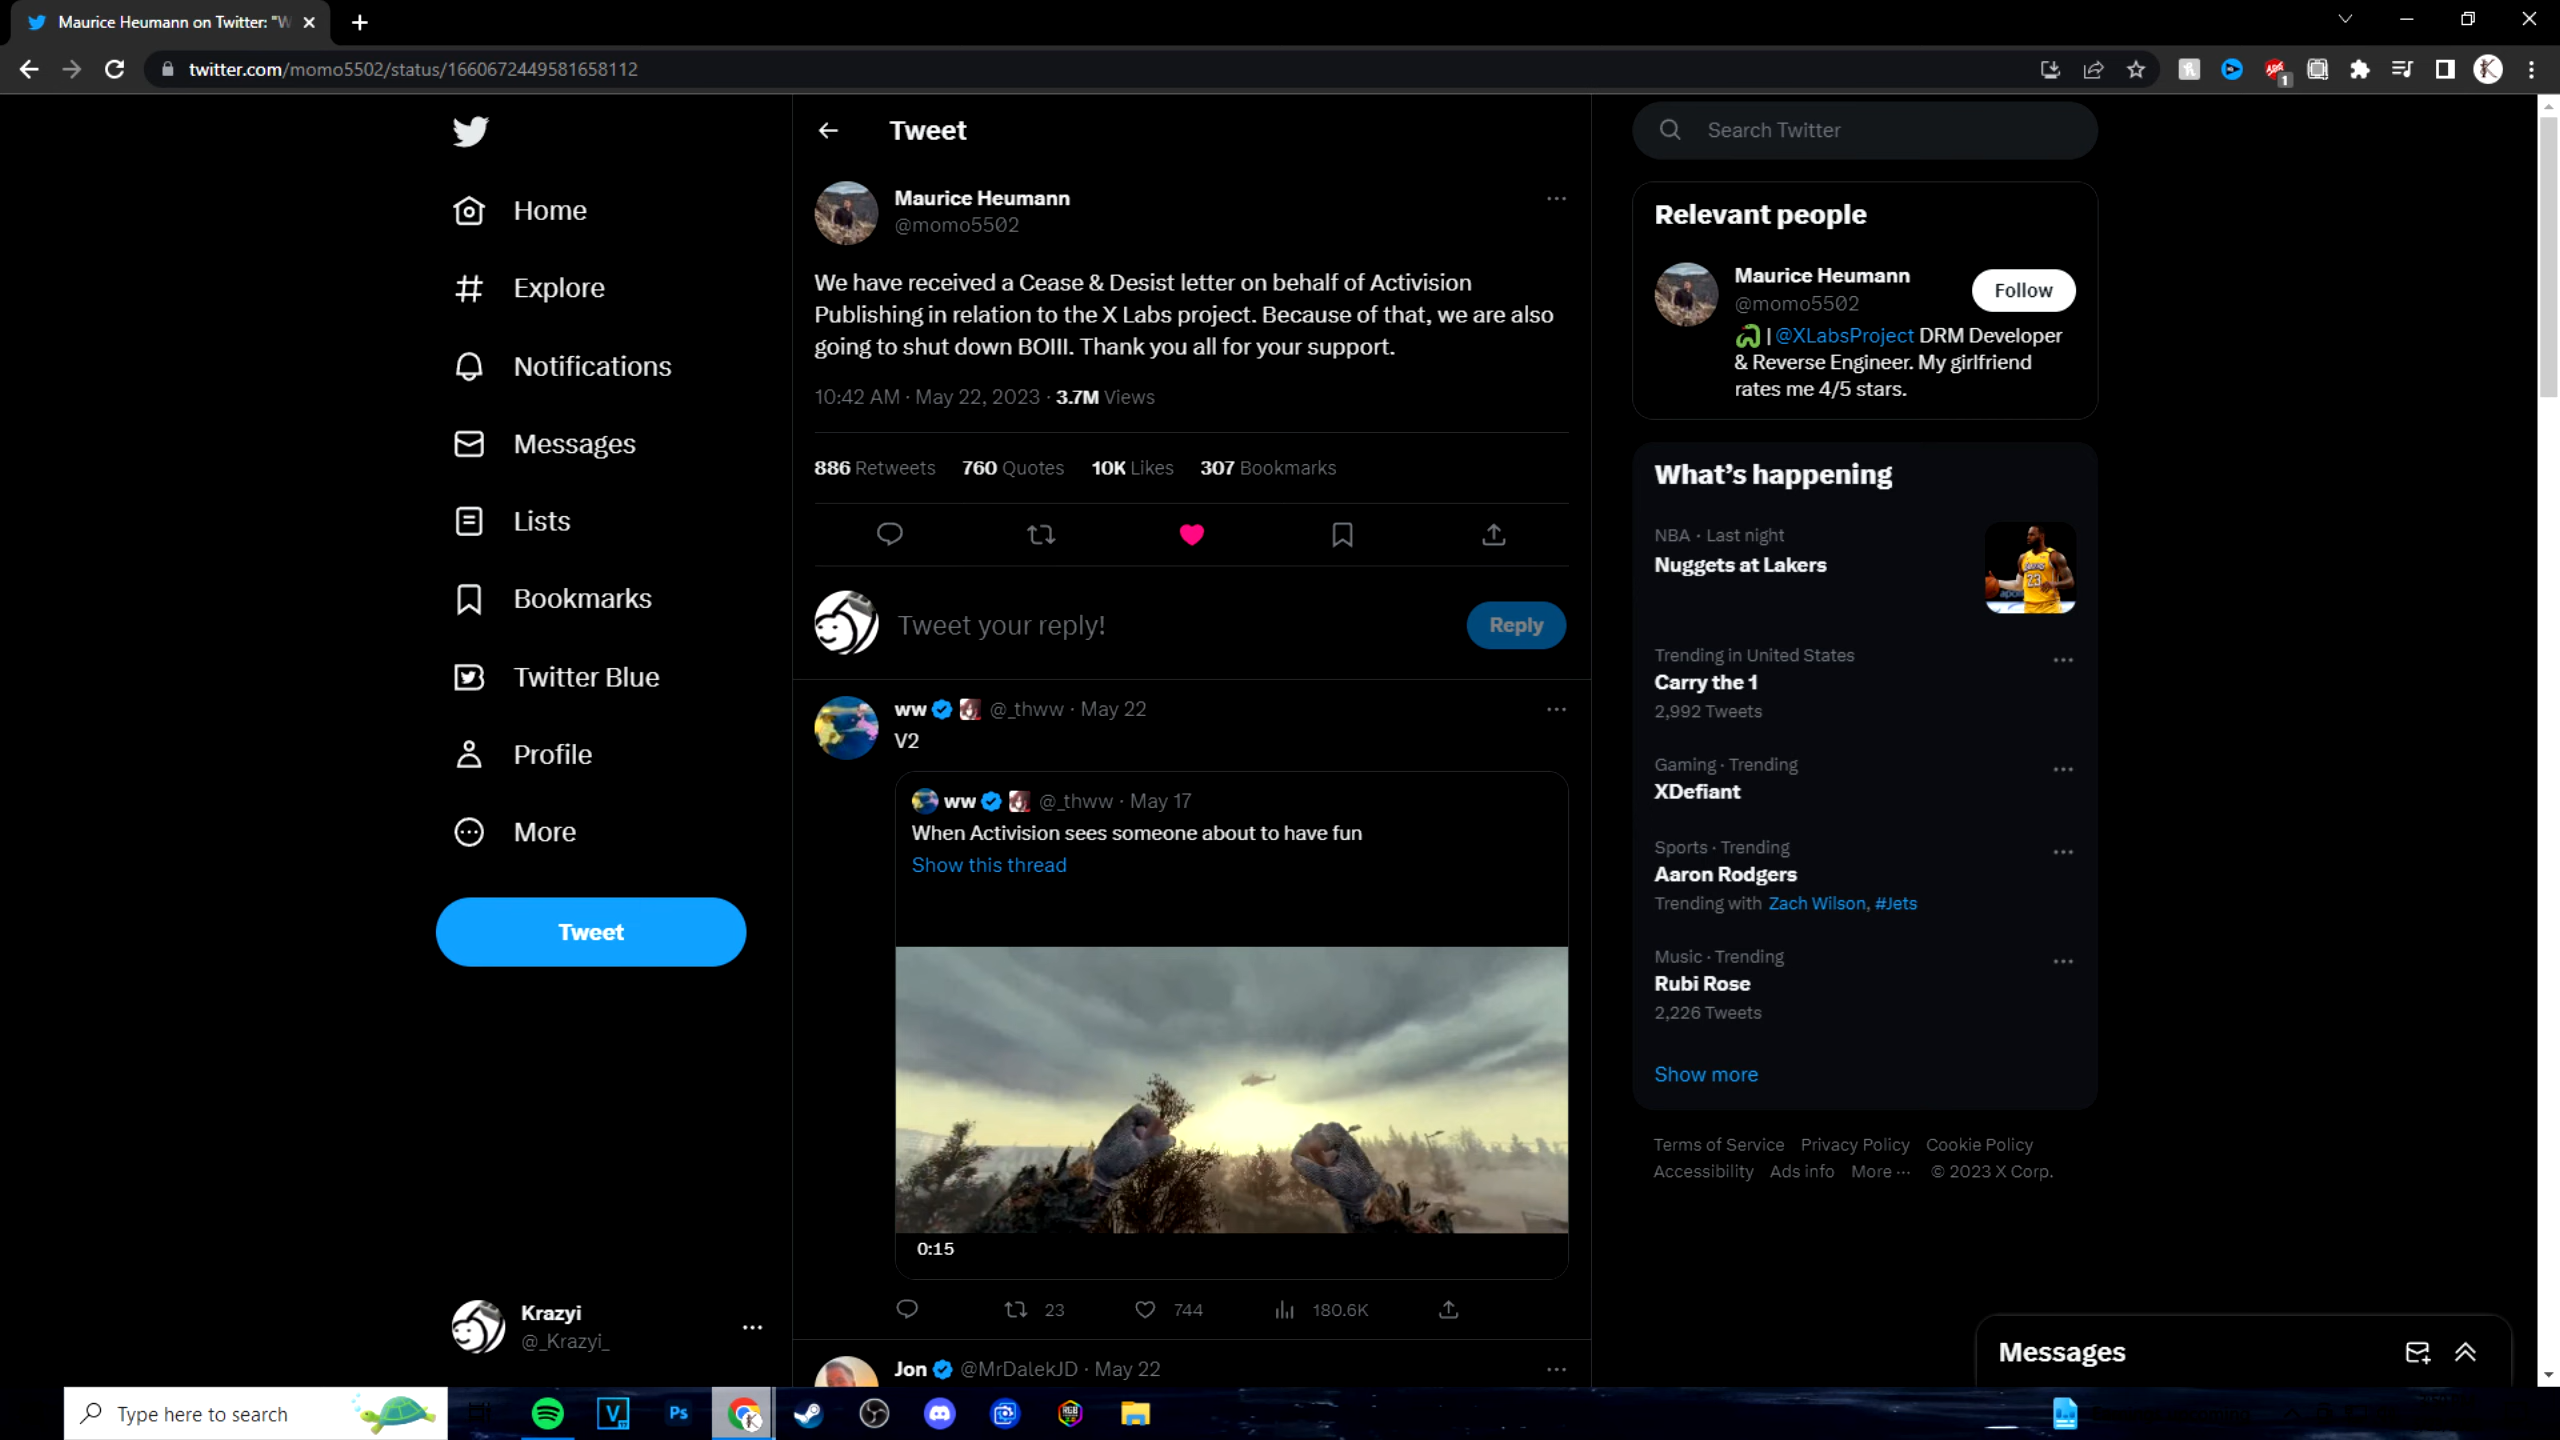 Maurice Heumann on Twitter: "W
twitter.com/momo5502/status/1660672449581658112
1
Home
Explore
Notifications
Messages
Lists
Bookmarks
Twitter Blue
Profile
More
Tweet
Krazyi
@_Krazyi_
Tweet
Maurice Heumann
@momo5502
We have received a Cease & Desist letter on behalf of Activision
Publishing in relation to the X Labs project. Because of that, we are also
going to shut down BOIII. Thank you all for your support.
10:42 AM · May 22, 2023 · 3.7M Views
886 Retweets 760 Quotes 10K Likes 307 Bookmarks
Tweet your reply!
Reply
ww @_thww · May 22
V2
ww @_thww · May 17
When Activision sees someone about to have fun
Show this thread
0:15
23 744 180.6K
Jon @MrDalekJD · May 22
Search Twitter
Relevant people
Maurice Heumann
@momo5502
Follow
| @XLabsProject DRM Developer
& Reverse Engineer. My girlfriend
rates me 4/5 stars.
What's happening
NBA · Last night
Nuggets at Lakers
Trending in United States
Carry the 1
2,992 Tweets
Gaming · Trending
XDefiant
Sports · Trending
Aaron Rodgers
Trending with Zach Wilson, #Jets
Music · Trending
Rubi Rose
2,226 Tweets
Show more
Terms of Service Privacy Policy Cookie Policy
Accessibility Ads info More ··· © 2023 X Corp.
Messages
Type here to search
V
Ps